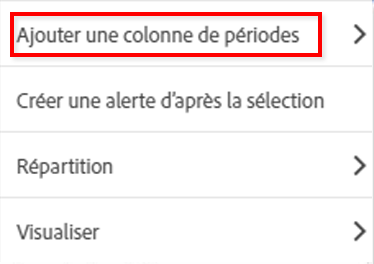 Ajouter une colonne de périodes
Créer une alerte d’après la sélection
Répartition
Visualiser